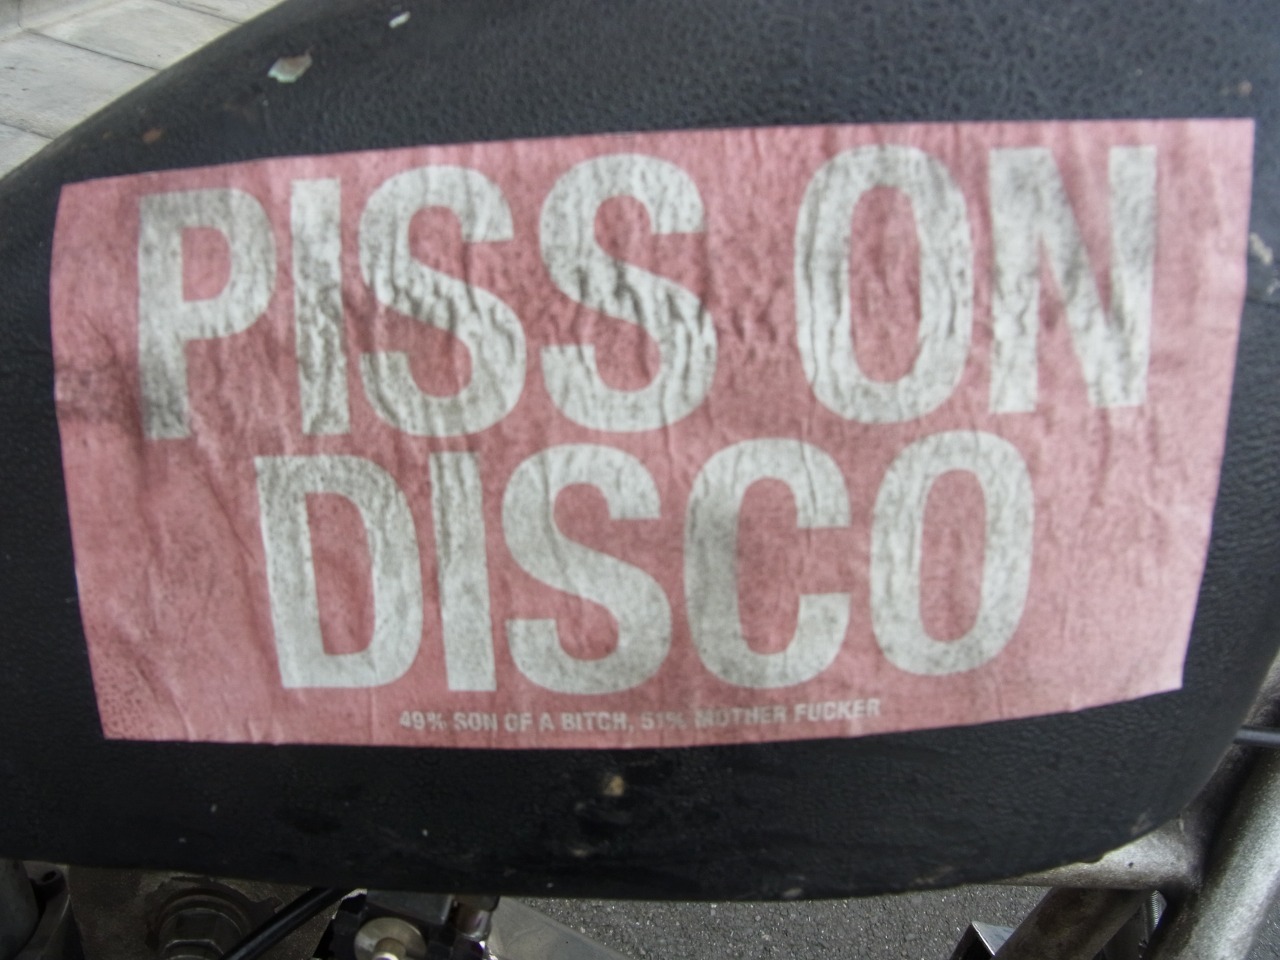 PISS ON
DISCO
49% SON OF A BITCH, 51% MOTHER FUCKER